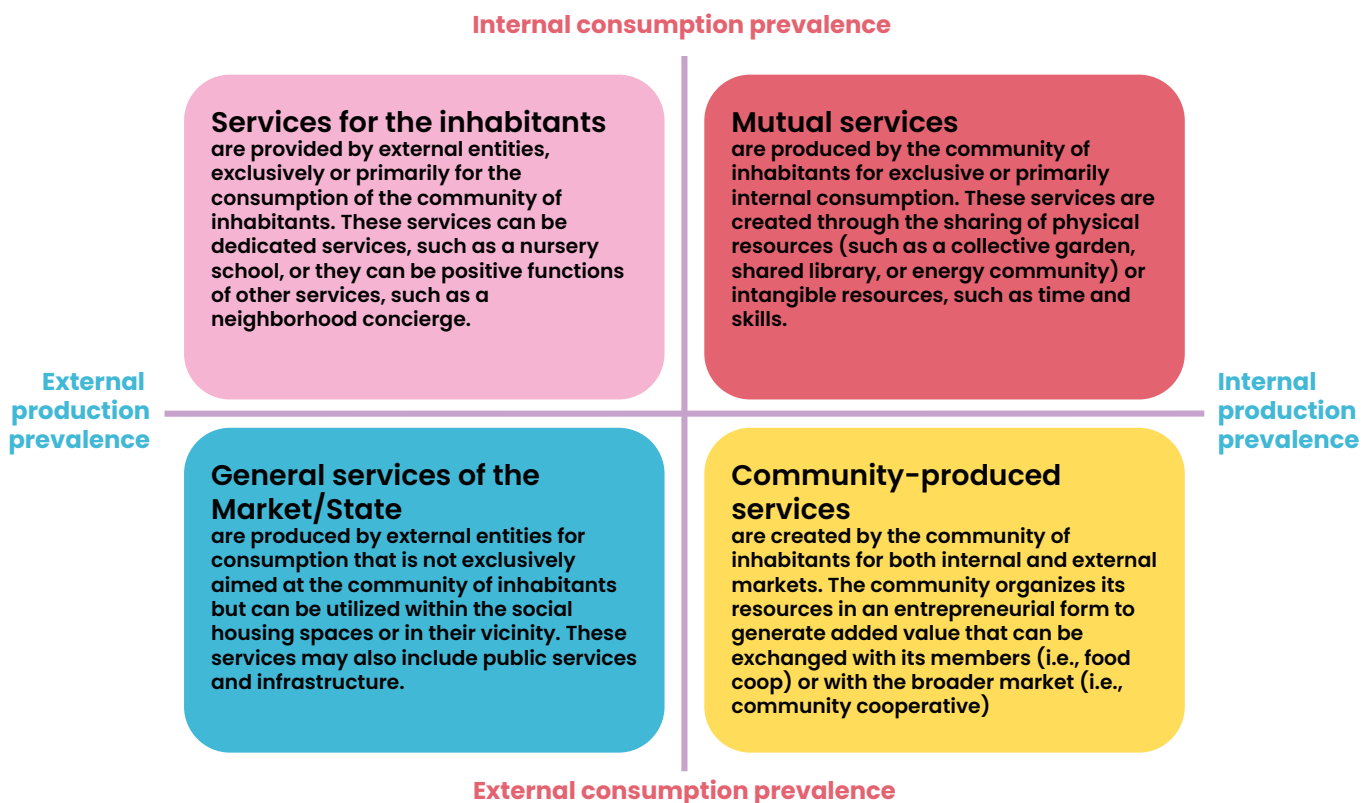 Internal consumption prevalence
Services for the inhabitants
are provided by external entities,
exclusively or primarily for the
consumption of the community of
inhabitants. These services can be
dedicated services, such as a nursery
school, or they can be positive functions
of other services, such as a
neighborhood concierge.
Mutual services
are produced by the community of
inhabitants for exclusive or primarily
internal consumption. These services are
created through the sharing of physical
resources (such as a collective garden,
shared library, or energy community) or
intangible resources, such as time and
skills.
External
production
prevalence
Internal
production
prevalence
General services of the
Market/State
are produced by external entities for
consumption that is not exclusively
aimed at the community of inhabitants
but can be utilized within the social
housing spaces or in their vicinity. These
services may also include public services
and infrastructure.
Community-produced
services
are created by the community of
inhabitants for both internal and external
markets. The community organizes its
resources in an entrepreneurial form to
generate added value that can be
exchanged with its members (i.e., food
coop) or with the broader market (i.e.,
community cooperative)
External consumption prevalence